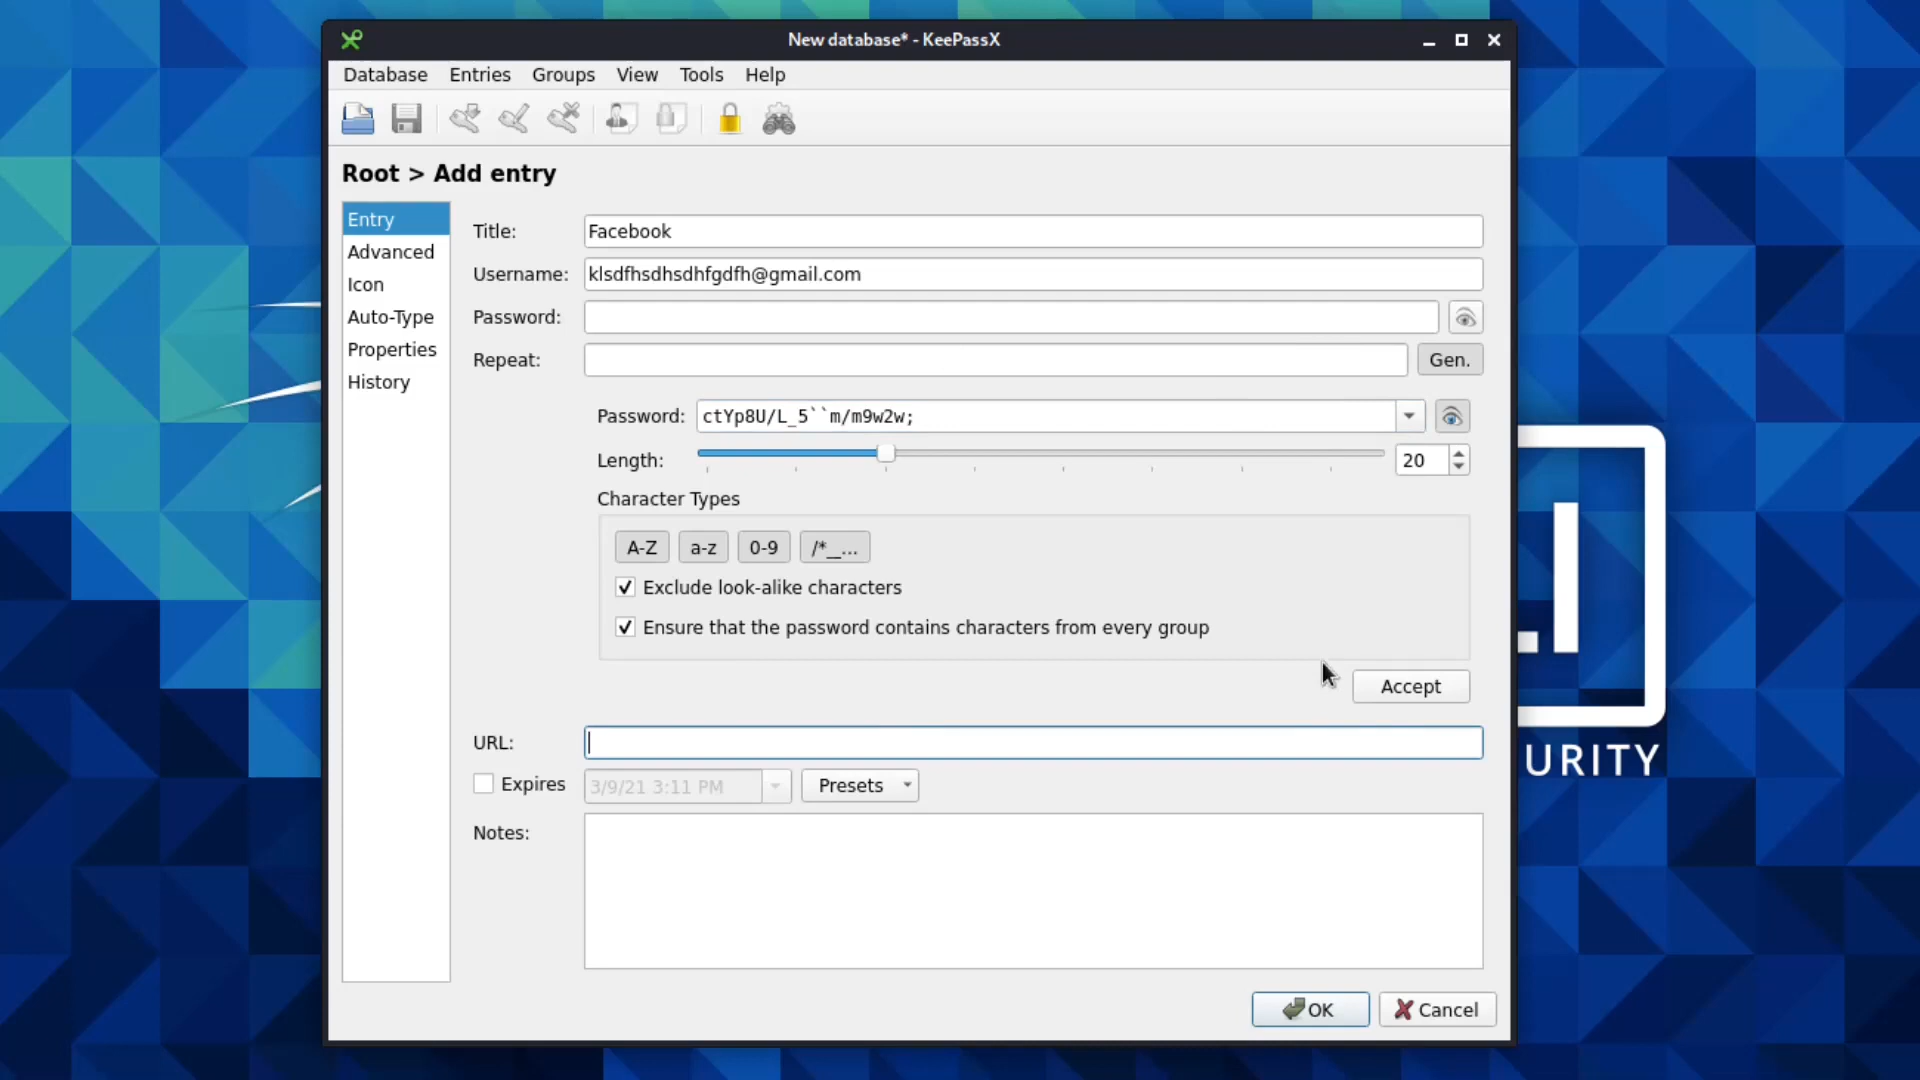 New database* - KeePassX
Database Entries Groups View Tools Help
Root > Add entry
Entry
Advanced
Icon
Auto-Type
Properties
History
Title: Facebook
Username: klsdfhsdhsdhfgdfh@gmail.com
Password:
Repeat: Gen.
Password: ctYp8U/L_5``m/m9w2w;
Length: 20
Character Types
A-Z a-z 0-9 /*_...
Exclude look-alike characters
Ensure that the password contains characters from every group
Accept
URL:
Expires 3/9/21 3:11 PM Presets
Notes:
OK Cancel
LI
URITY